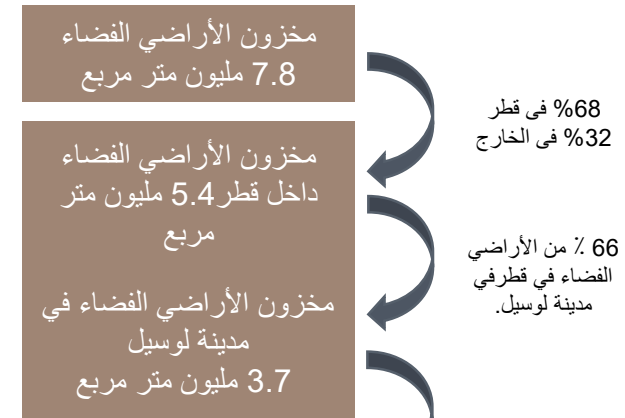 مخزون الأراضي الفضاء
7.8 مليون متر مربع
%68 فى قطر
%32 فى الخارج
مخزون الأراضي الفضاء
داخل قطر5.4 مليون متر
مربع
66 ٪ من الأراضي
الفضاء في قطرفي
مدينة لوسيل.
مخزون الأراضي الفضاء في
مدينة لوسيل
3.7 مليون متر مربع